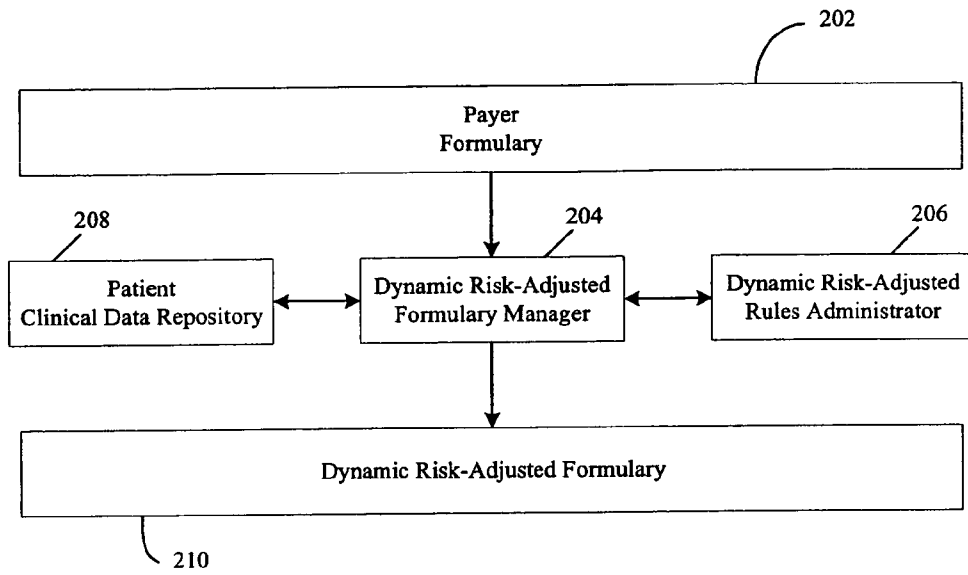 202
Payer
Formulary
208
204
206
Patient
Clinical Data Repository
Dynamic Risk-Adjusted
Formulary Manager
Dynamic Risk-Adjusted
Rules Administrator
Dynamic Risk-Adjusted Formulary
210